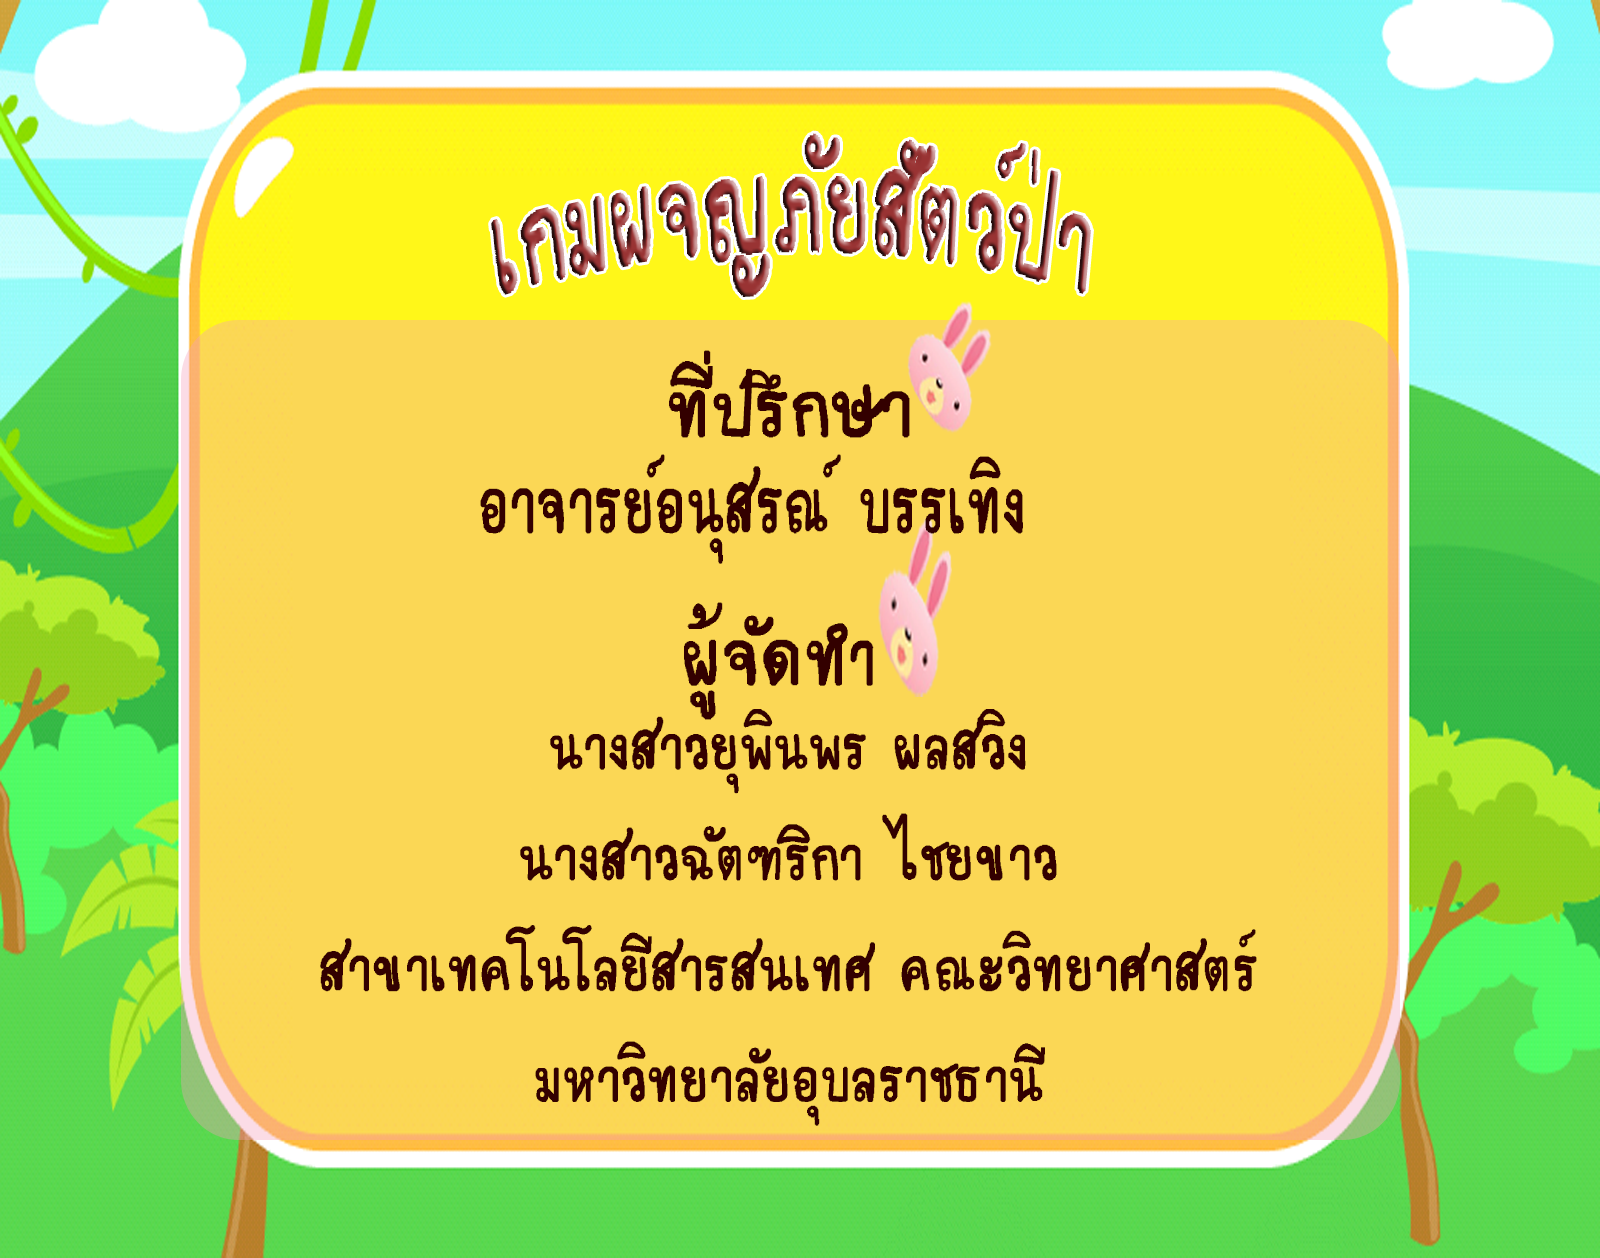 เกมผจญภัยสัตว์ป่า
ที่ปรึกษา
อาจารย์อนุสรณ์ บรรเทิง
ผู้จัดทำ
นางสาวยุพินพร ผลสวิง
นางสาวฉัตฑริกา ไชยขาว
สาขาเทคโนโลยีสารสนเทศ คณะวิทยาศาสตร์
มหาวิทยาลัยอุบลราชธานี